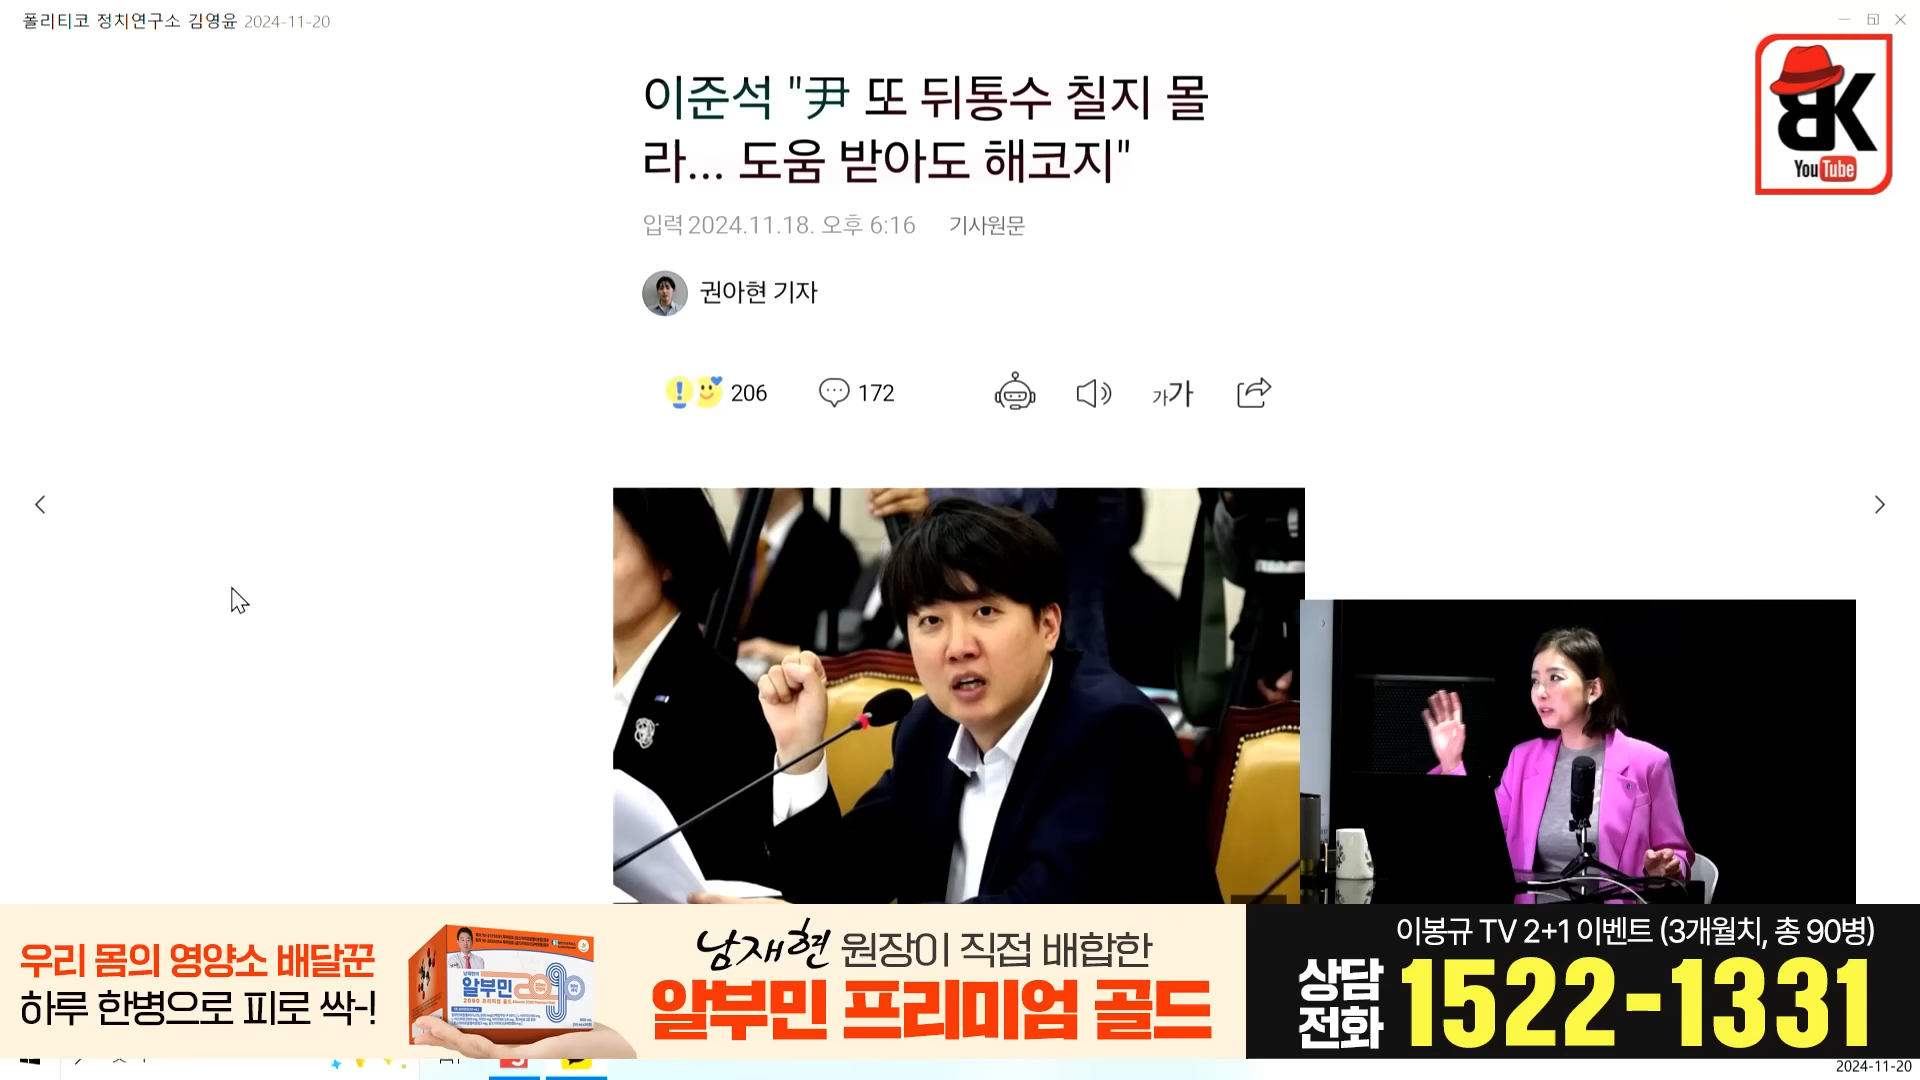 폴리티코 정치연구소 김영윤 2024-11-20
이준석 "尹 또 뒤통수 칠지 몰
라... 도움 받아도 해코지"
입력 2024.11.18. 오후 6:16 기사원문
권아현 기자
206
172
가가
BK
YouTube
우리 몸의 영양소 배달꾼
하루 한병으로 피로 싹-!
알부민
남재현 원장이 직접 배합한
알부민 프리미엄 골드
이봉규 TV 2+1 이벤트 (3개월치, 총 90병)
상담
전화
1522-1331
2024-11-20